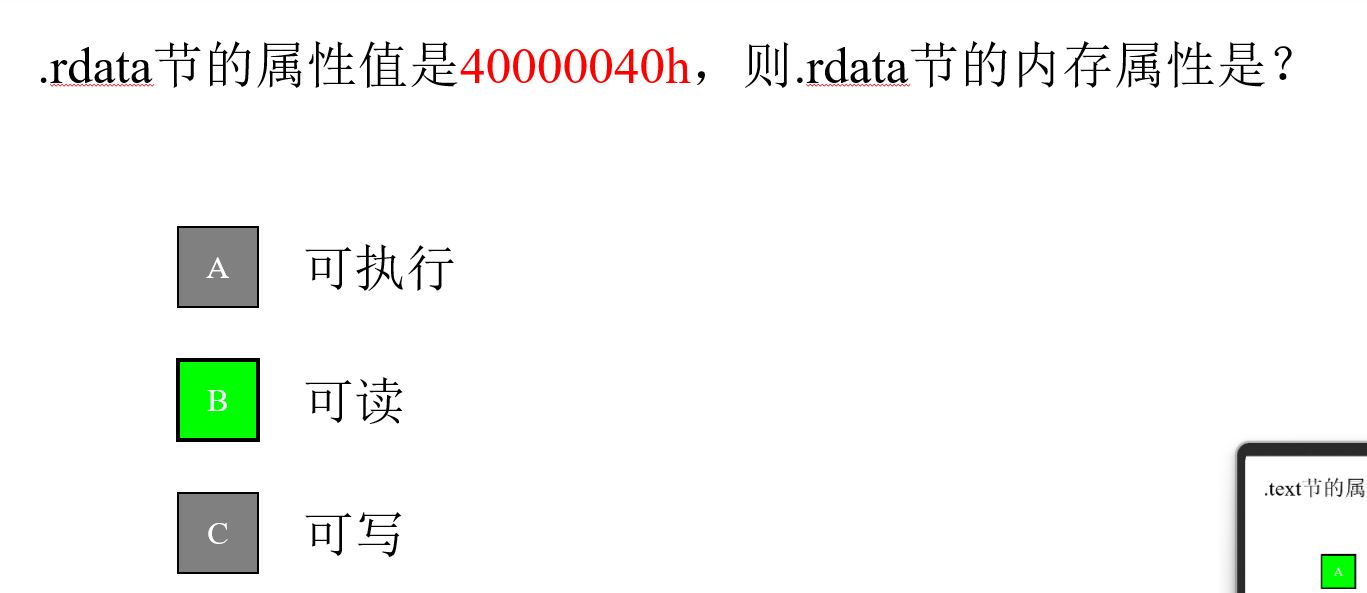 .rdata节的属性值是40000040h，则.rdata节的内存属性是？
A 可执行
B 可读
C 可写
.text节的属
A